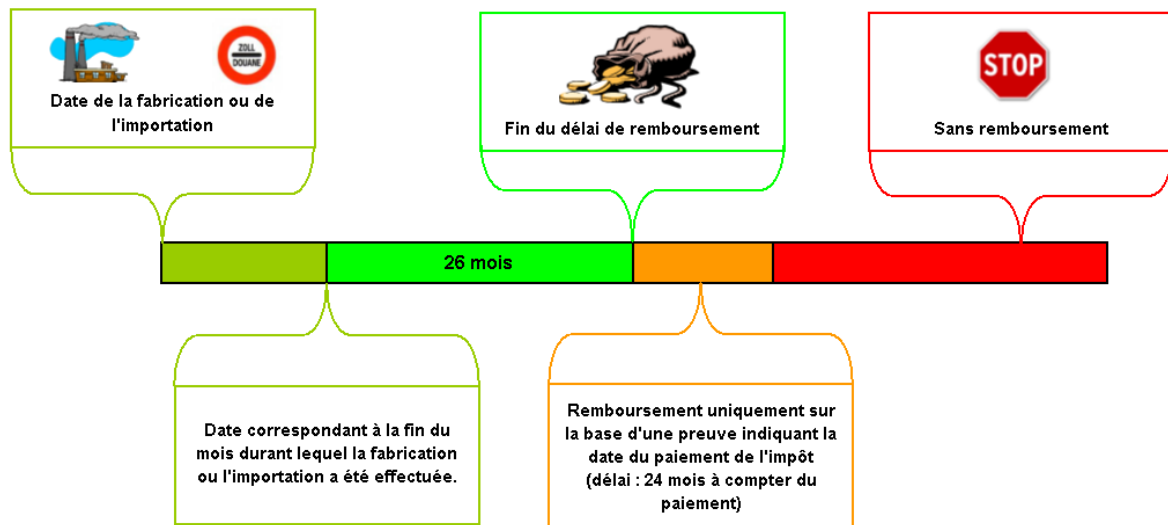 ZOLL
DOUANE
Date de la fabrication ou de
l'importation
Fin du délai de remboursement
STOP
Sans remboursement
26 mois
Date correspondant à la fin du
mois durant lequel la fabrication
ou l'importation a été effectuée.
Remboursement uniquement sur
la base d'une preuve indiquant la
date du paiement de l'impôt
(délai : 24 mois à compter du
paiement)